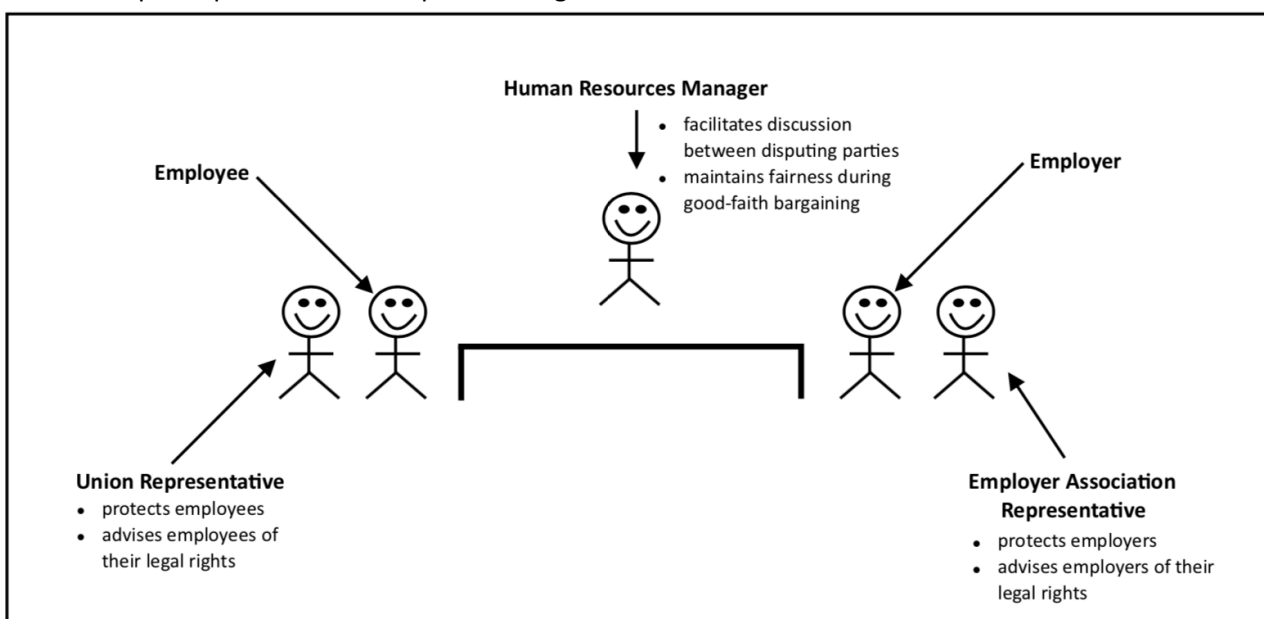 Human Resources Manager
• facilitates discussion
between disputing parties
• maintains fairness during
good-faith bargaining
Employee
Employer
Union Representative
• protects employees
• advises employees of
their legal rights
Employer Association
Representative
• protects employers
• advises employers of their
legal rights